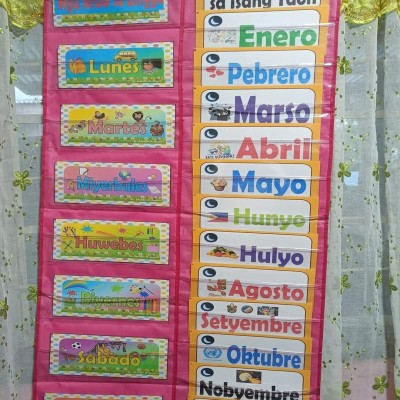 sa Isang Taon
Lunes
Martes
Miyerkules
Huwebes
Biyernes
Sabado
Enero
Pebrero
Marso
Abril
Mayo
Hunyo
Hulyo
Agosto
Setyembre
Oktubre
Nobyembre